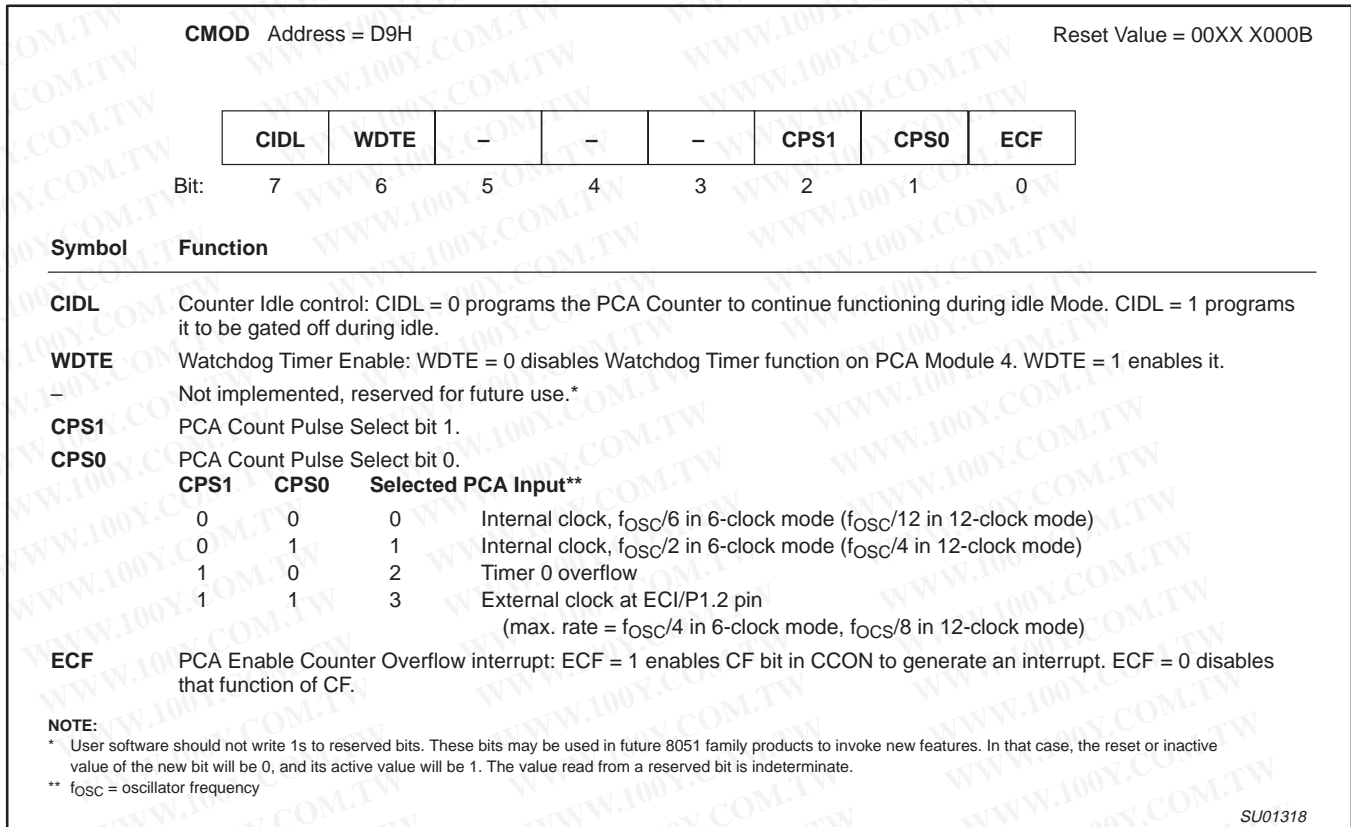 CMOD Address = D9H Reset Value = 00XX X000B
CIDL WDTE – – – CPS1 CPS0 ECF
Bit: 7 6 5 4 3 2 1 0
Symbol Function
CIDL Counter Idle control: CIDL = 0 programs the PCA Counter to continue functioning during idle Mode. CIDL = 1 programs
it to be gated off during idle.
WDTE Watchdog Timer Enable: WDTE = 0 disables Watchdog Timer function on PCA Module 4. WDTE = 1 enables it.
– Not implemented, reserved for future use.*
CPS1 PCA Count Pulse Select bit 1.
CPS0 PCA Count Pulse Select bit 0.
CPS1 CPS0 Selected PCA Input**
0 0 0 Internal clock, fOSC/6 in 6-clock mode (fOSC/12 in 12-clock mode)
0 1 1 Internal clock, fOSC/2 in 6-clock mode (fOSC/4 in 12-clock mode)
1 0 2 Timer 0 overflow
1 1 3 External clock at ECI/P1.2 pin
(max. rate = fOSC/4 in 6-clock mode, fOCS/8 in 12-clock mode)
ECF PCA Enable Counter Overflow interrupt: ECF = 1 enables CF bit in CCON to generate an interrupt. ECF = 0 disables
that function of CF.
NOTE:
* User software should not write 1s to reserved bits. These bits may be used in future 8051 family products to invoke new features. In that case, the reset or inactive
value of the new bit will be 0, and its active value will be 1. The value read from a reserved bit is indeterminate.
** fOSC = oscillator frequency
SU01318
WWW.100Y.COM.TW